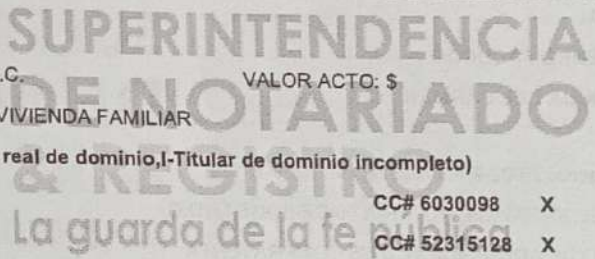 SUPERINTENDENCIA
.C. VALOR ACTO: $
DE NOTARIADO
VIVIENDA FAMILIAR
real de dominio,I-Titular de dominio incompleto)
& REGISTRO
CC# 6030098 X
La guarda de la fe pública
CC# 52315128 X